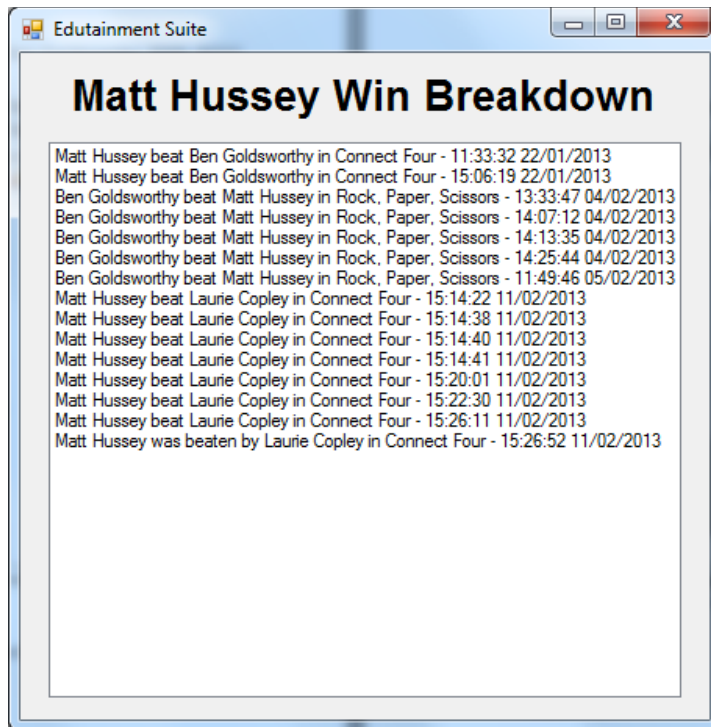 Edutainment Suite
Matt Hussey Win Breakdown
Matt Hussey beat Ben Goldsworthy in Connect Four - 11:33:32 22/01/2013
Matt Hussey beat Ben Goldsworthy in Connect Four - 15:06:19 22/01/2013
Ben Goldsworthy beat Matt Hussey in Rock, Paper, Scissors - 13:33:47 04/02/2013
Ben Goldsworthy beat Matt Hussey in Rock, Paper, Scissors - 14:07:12 04/02/2013
Ben Goldsworthy beat Matt Hussey in Rock, Paper, Scissors - 14:13:35 04/02/2013
Ben Goldsworthy beat Matt Hussey in Rock, Paper, Scissors - 14:25:44 04/02/2013
Ben Goldsworthy beat Matt Hussey in Rock, Paper, Scissors - 11:49:46 05/02/2013
Matt Hussey beat Laurie Copley in Connect Four - 15:14:22 11/02/2013
Matt Hussey beat Laurie Copley in Connect Four - 15:14:38 11/02/2013
Matt Hussey beat Laurie Copley in Connect Four - 15:14:40 11/02/2013
Matt Hussey beat Laurie Copley in Connect Four - 15:14:41 11/02/2013
Matt Hussey beat Laurie Copley in Connect Four - 15:20:01 11/02/2013
Matt Hussey beat Laurie Copley in Connect Four - 15:22:30 11/02/2013
Matt Hussey beat Laurie Copley in Connect Four - 15:26:11 11/02/2013
Matt Hussey was beaten by Laurie Copley in Connect Four - 15:26:52 11/02/2013